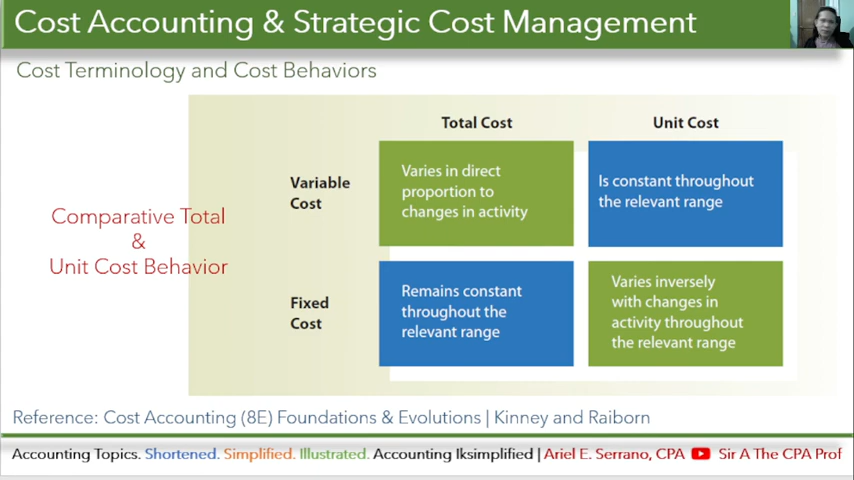 Cost Accounting & Strategic Cost Management
Cost Terminology and Cost Behaviors
Total Cost
Unit Cost
Comparative Total
&
Unit Cost Behavior
Variable
Cost
Varies in direct
proportion to
changes in activity
Is constant throughout
the relevant range
Fixed
Cost
Remains constant
throughout the
relevant range
Varies inversely
with changes in
activity throughout
the relevant range
Reference: Cost Accounting (8E) Foundations & Evolutions | Kinney and Raiborn
Accounting Topics. Shortened. Simplified. Illustrated. Accounting Iksimplified | Ariel E. Serrano, CPA Sir A The CPA Prof